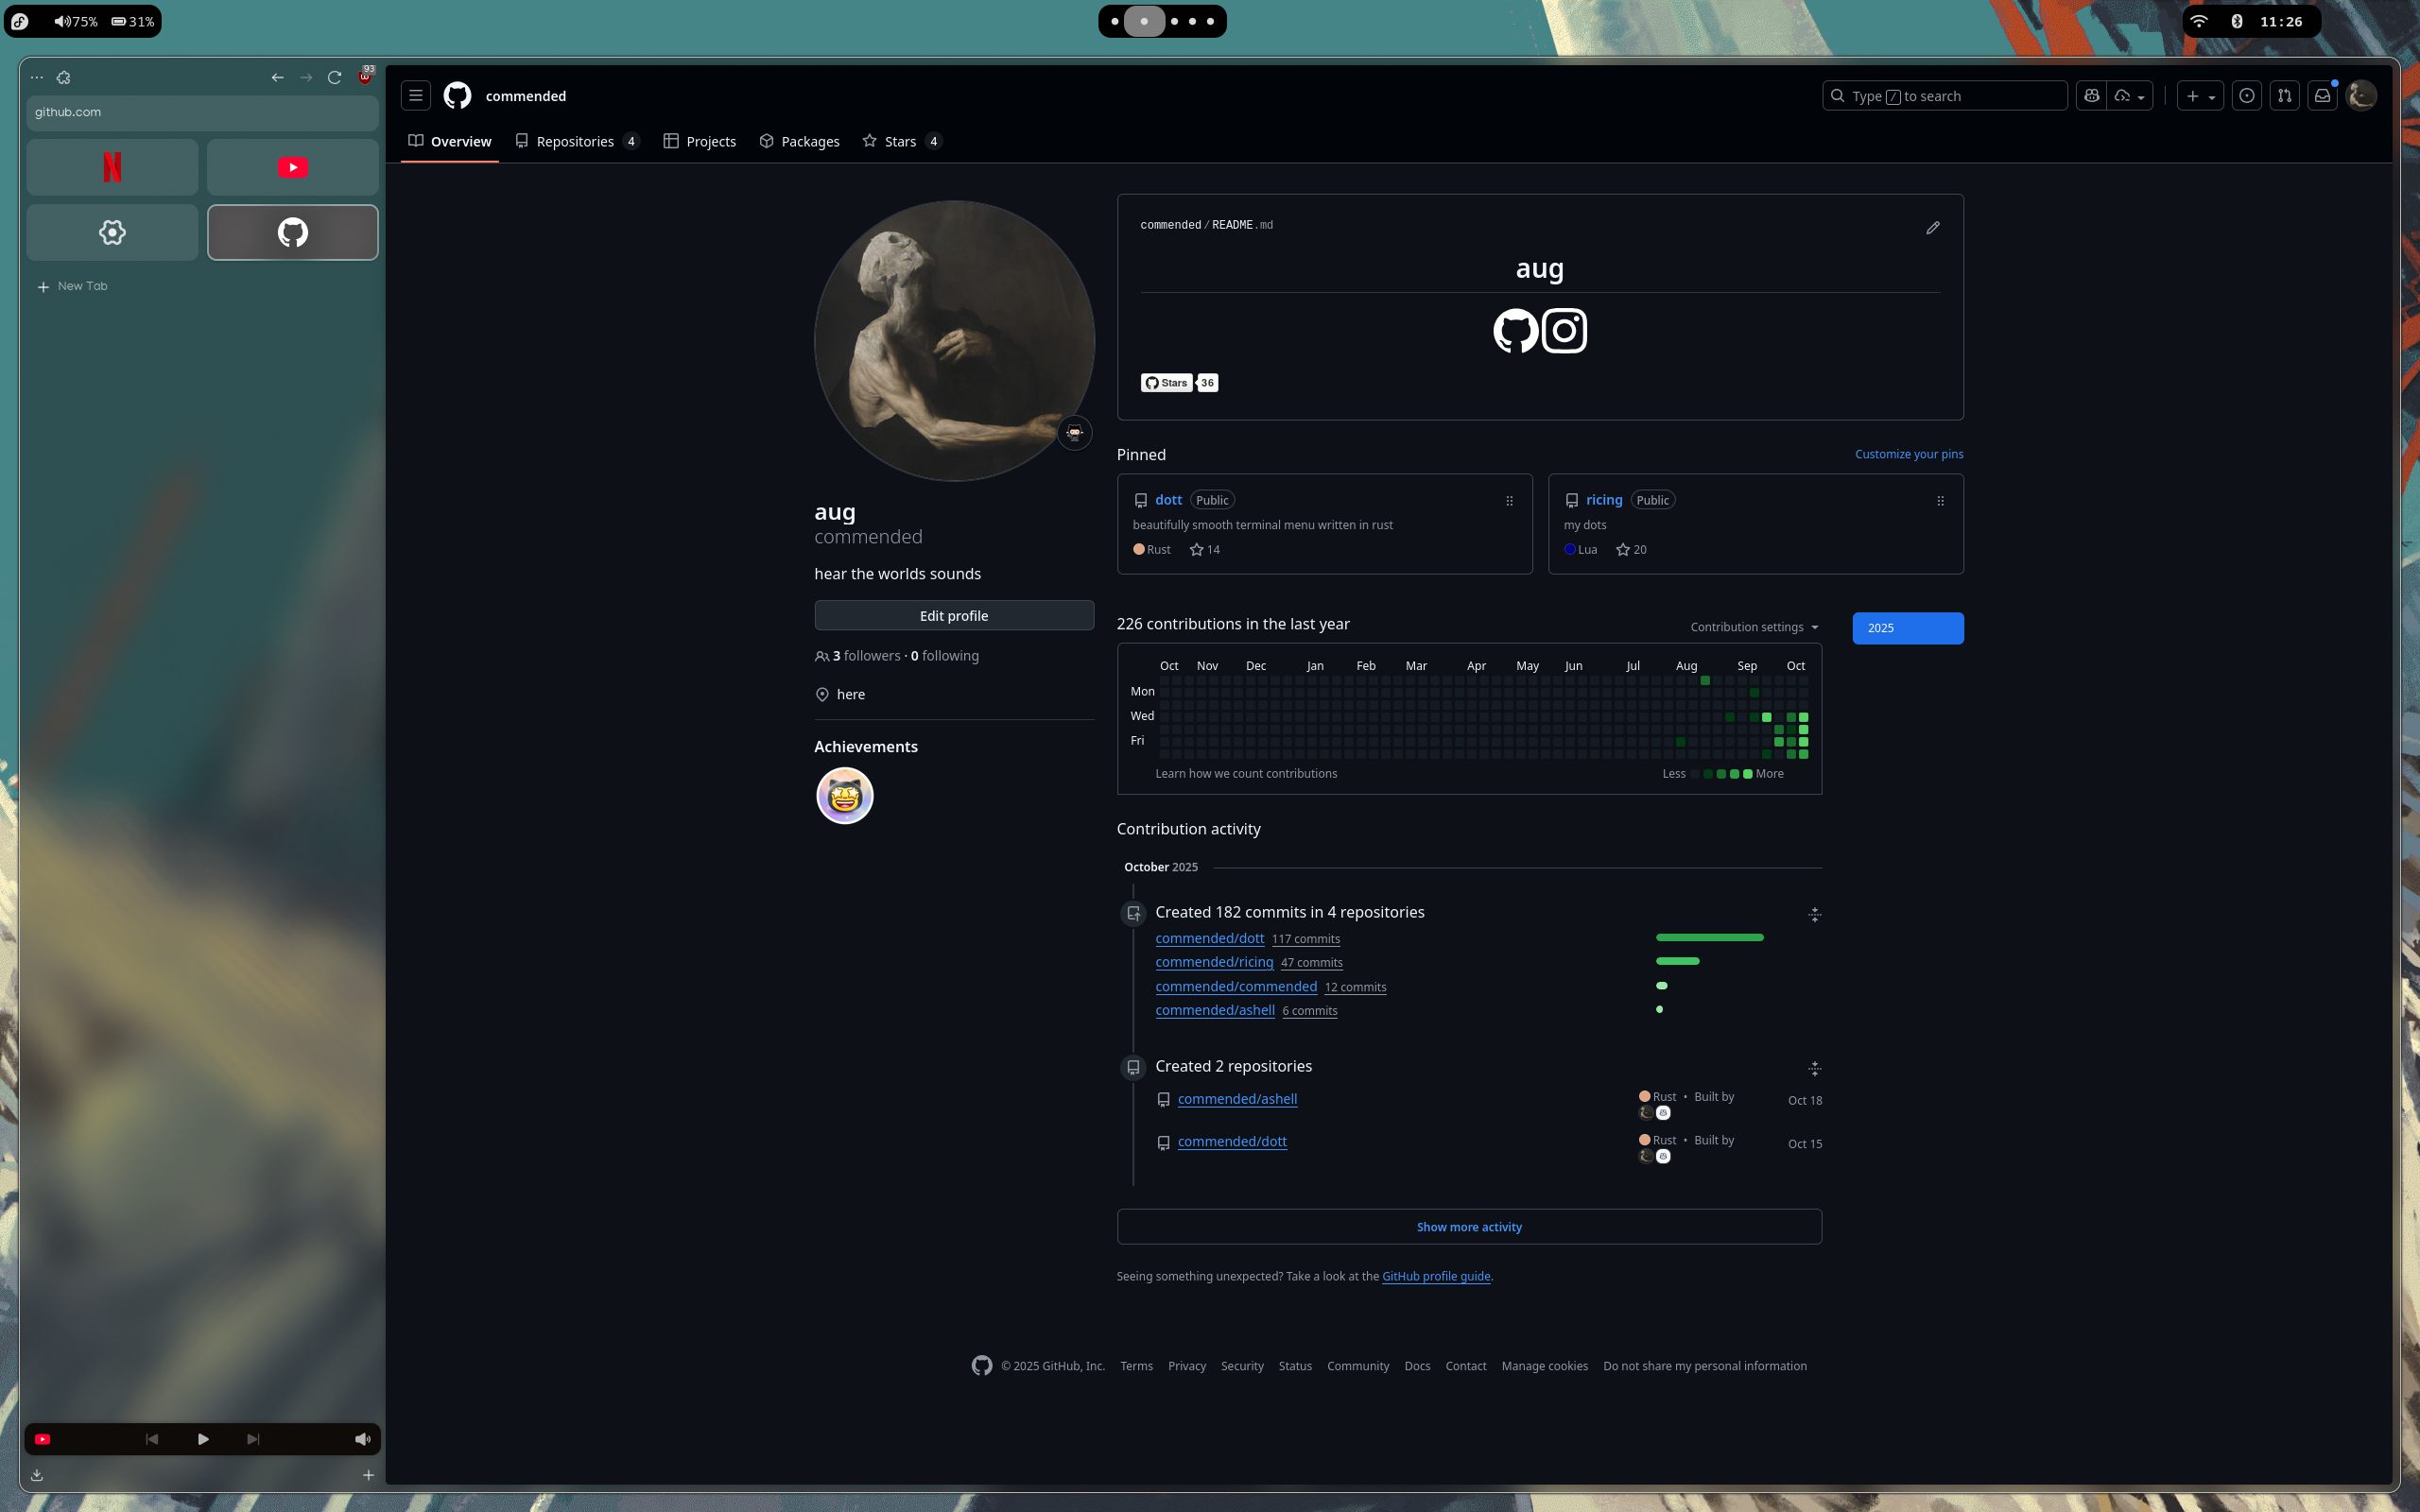 75% 31%
11:26
93
github.com
New Tab
commended
Type / to search
Overview
Repositories 4
Projects
Packages
Stars 4
aug
commended
hear the worlds sounds
Edit profile
3 followers · 0 following
here
Achievements
commended/README.md
aug
Stars 36
Pinned
Customize your pins
dott Public
beautifully smooth terminal menu written in rust
Rust 14
ricing Public
my dots
Lua 20
226 contributions in the last year
Contribution settings
2025
Oct Nov Dec Jan Feb Mar Apr May Jun Jul Aug Sep Oct
Mon
Wed
Fri
Learn how we count contributions
Less More
Contribution activity
October 2025
Created 182 commits in 4 repositories
commended/dott 117 commits
commended/ricing 47 commits
commended/commended 12 commits
commended/ashell 6 commits
Created 2 repositories
commended/ashell
Rust • Built by
Oct 18
commended/dott
Rust • Built by
Oct 15
Show more activity
Seeing something unexpected? Take a look at the GitHub profile guide.
© 2025 GitHub, Inc. Terms Privacy Security Status Community Docs Contact Manage cookies Do not share my personal information